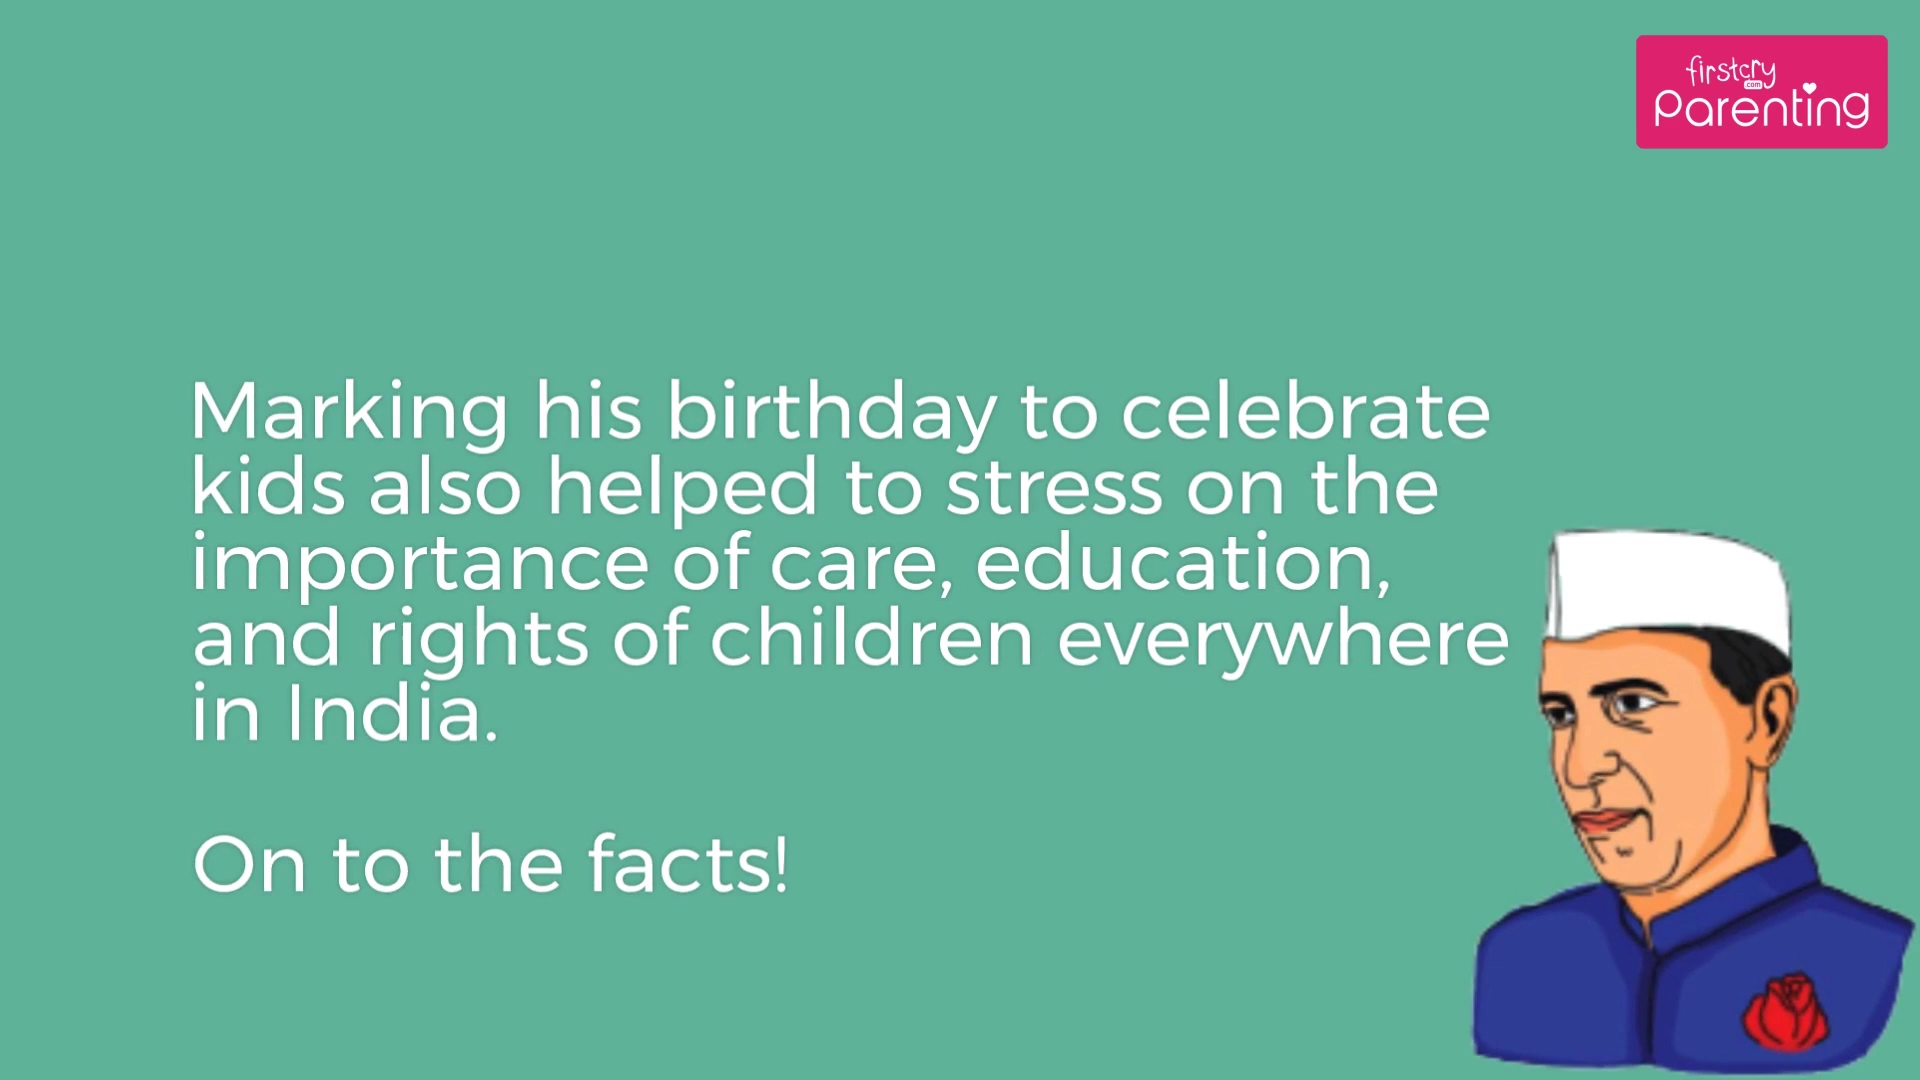 firstcry
.com
Parenting
Marking his birthday to celebrate
kids also helped to stress on the
importance of care, education,
and rights of children everywhere
in India.
On to the facts!